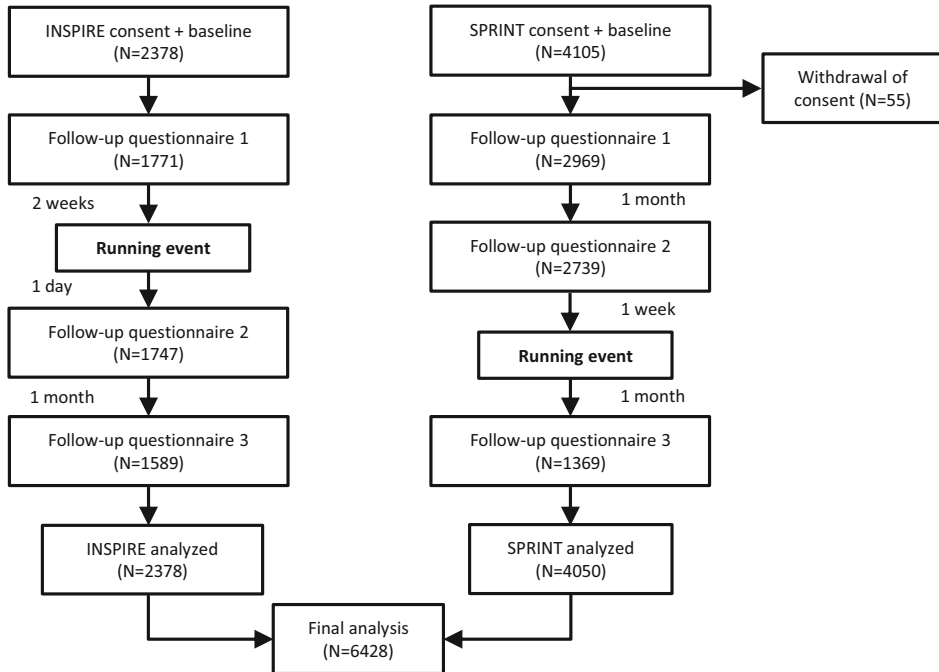 INSPIRE consent + baseline
(N=2378)
Follow-up questionnaire 1
(N=1771)
2 weeks
Running event
1 day
Follow-up questionnaire 2
(N=1747)
1 month
Follow-up questionnaire 3
(N=1589)
INSPIRE analyzed
(N=2378)
SPRINT consent + baseline
(N=4105)
Withdrawal of
consent (N=55)
Follow-up questionnaire 1
(N=2969)
1 month
Follow-up questionnaire 2
(N=2739)
1 week
Running event
1 month
Follow-up questionnaire 3
(N=1369)
SPRINT analyzed
(N=4050)
Final analysis
(N=6428)